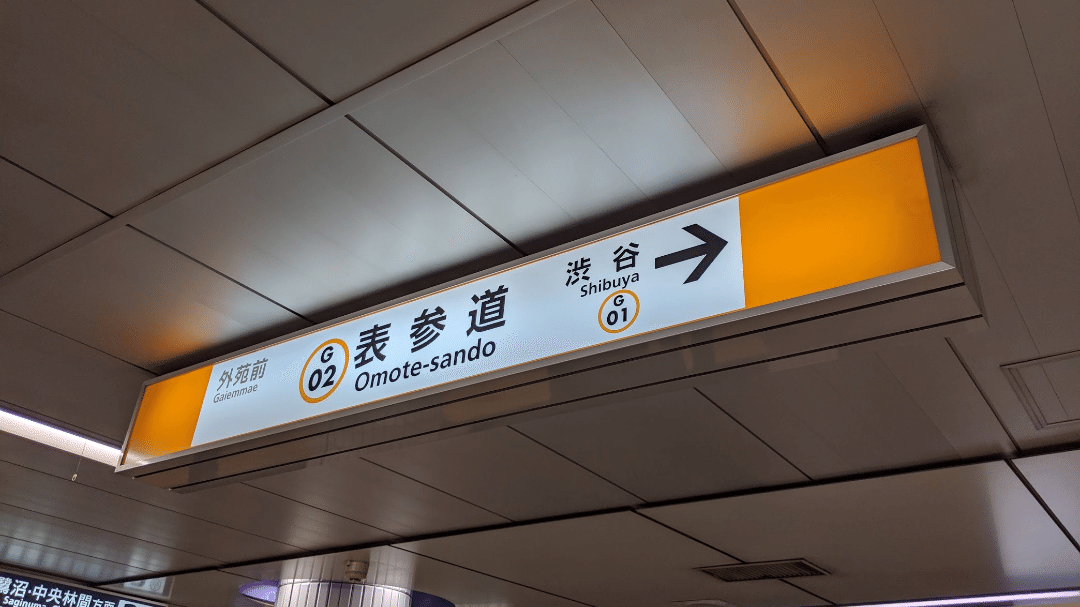 外苑前
Gaiemmae
G
02
表参道
Omote-sando
渋谷
Shibuya
G
01
鷺沼·中央林間方面
Saginuma